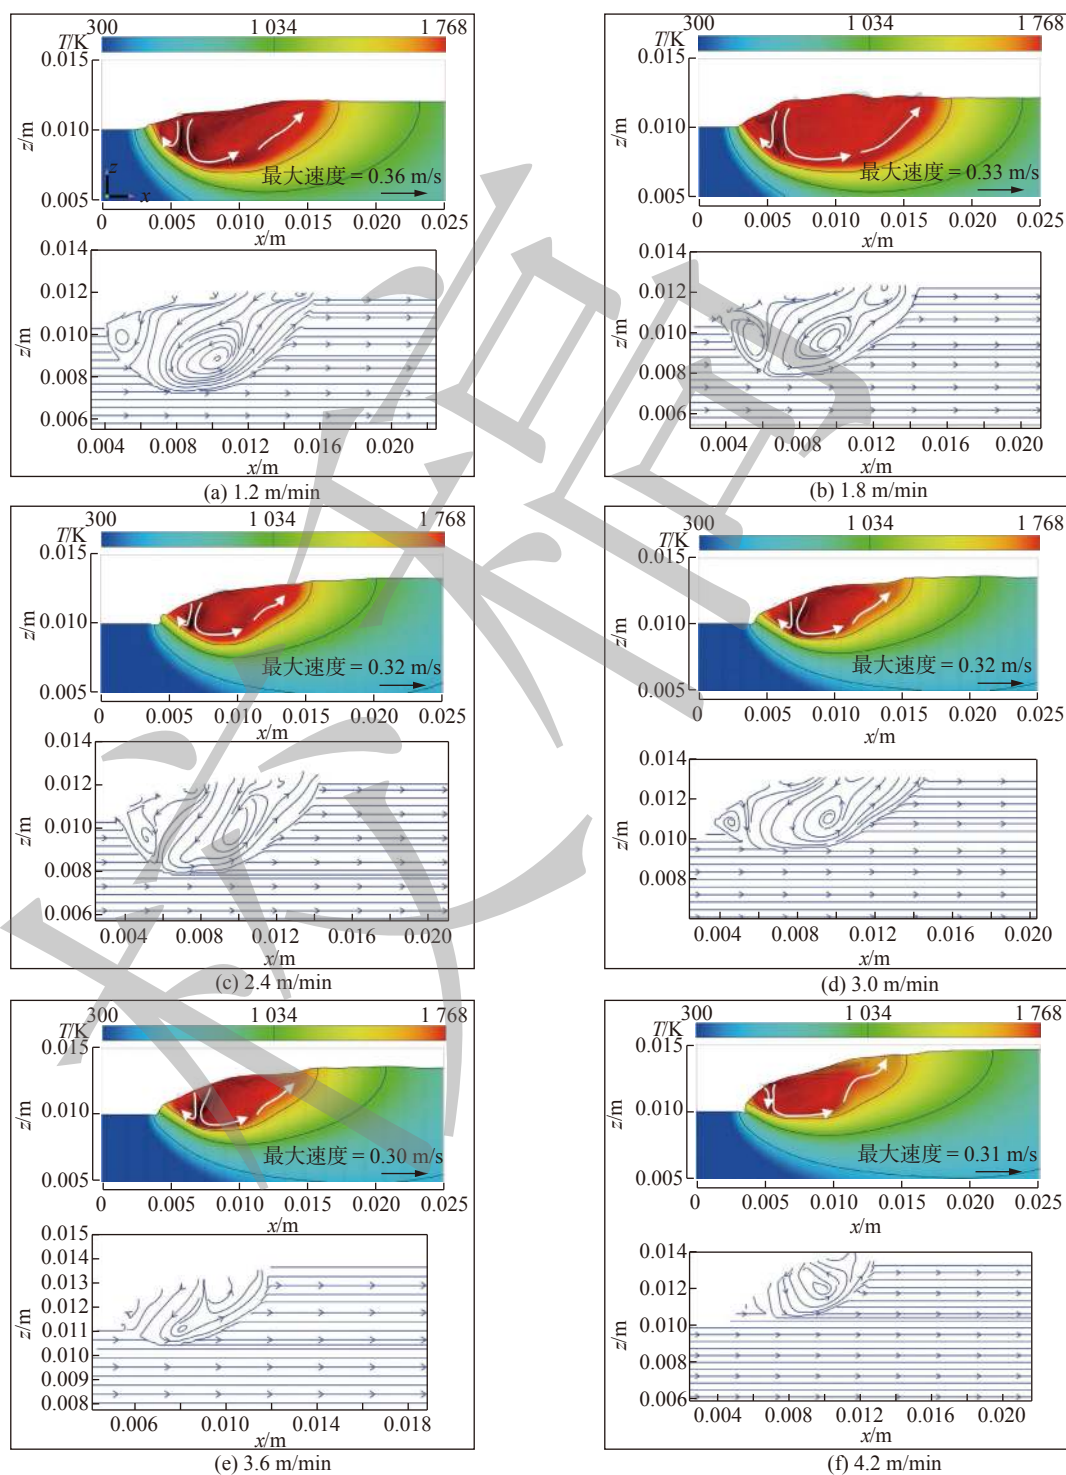 300 1 034 1 768
T/K
0.015
0.010
0.005
z/m
z
x
最大速度 = 0.36 m/s
0 0.005 0.010 0.015 0.020 0.025
x/m
0.014
0.012
0.010
0.008
0.006
z/m
0.004 0.008 0.012 0.016 0.020
x/m
(a) 1.2 m/min
300 1 034 1 768
T/K
0.015
0.010
0.005
z/m
最大速度 = 0.33 m/s
0 0.005 0.010 0.015 0.020 0.025
x/m
0.014
0.012
0.010
0.008
0.006
z/m
0.004 0.008 0.012 0.016 0.020
x/m
(b) 1.8 m/min
300 1 034 1 768
T/K
0.015
0.010
0.005
z/m
最大速度 = 0.32 m/s
0 0.005 0.010 0.015 0.020 0.025
x/m
0.014
0.012
0.010
0.008
0.006
z/m
0.004 0.008 0.012 0.016 0.020
x/m
(c) 2.4 m/min
300 1 034 1 768
T/K
0.015
0.010
0.005
z/m
最大速度 = 0.32 m/s
0 0.005 0.010 0.015 0.020 0.025
x/m
0.014
0.012
0.010
0.008
z/m
0.004 0.008 0.012 0.016 0.020
x/m
(d) 3.0 m/min
300 1 034 1 768
T/K
0.015
0.010
0.005
z/m
最大速度 = 0.30 m/s
0 0.005 0.010 0.015 0.020 0.025
x/m
0.015
0.014
0.013
0.012
0.011
0.010
0.009
0.008
z/m
0.006 0.010 0.014 0.018
x/m
(e) 3.6 m/min
300 1 034 1 768
T/K
0.015
0.010
0.005
z/m
最大速度 = 0.31 m/s
0 0.005 0.010 0.015 0.020 0.025
x/m
0.014
0.012
0.010
0.008
0.006
z/m
0.004 0.008 0.012 0.016 0.020
x/m
(f) 4.2 m/min